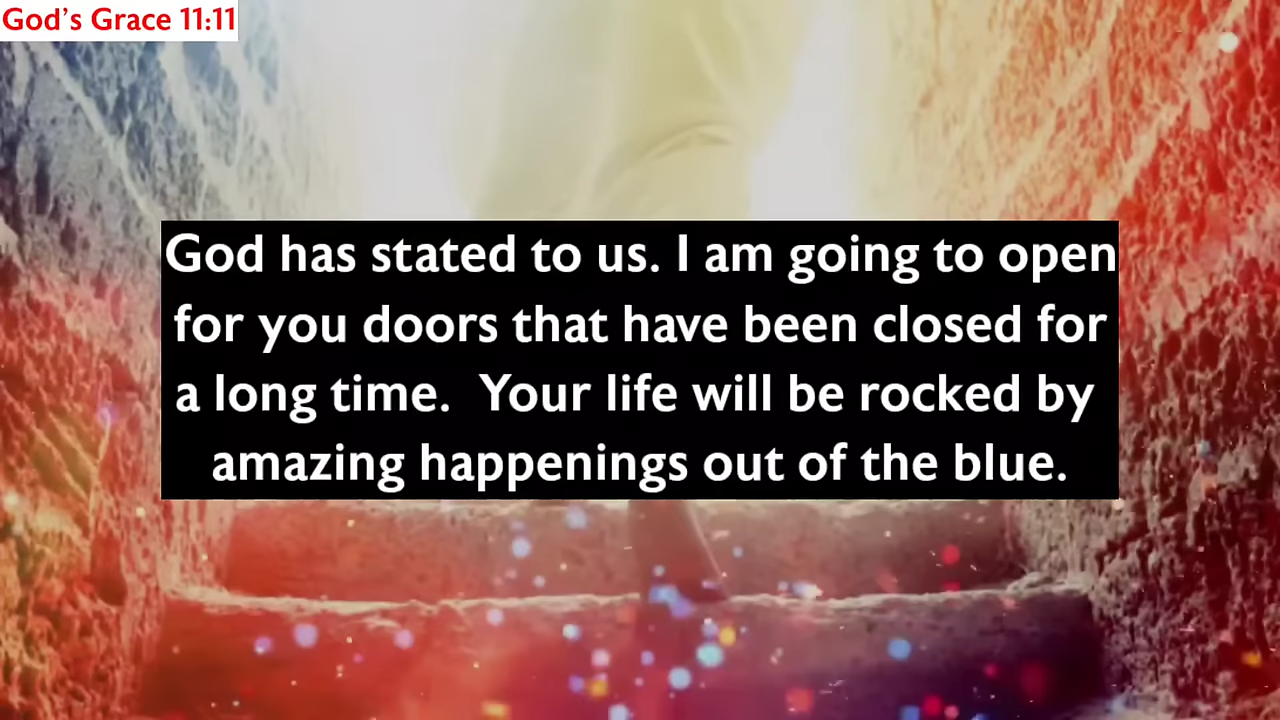 God's Grace 11:11
God has stated to us. I am going to open
for you doors that have been closed for
a long time.  Your life will be rocked by
amazing happenings out of the blue.